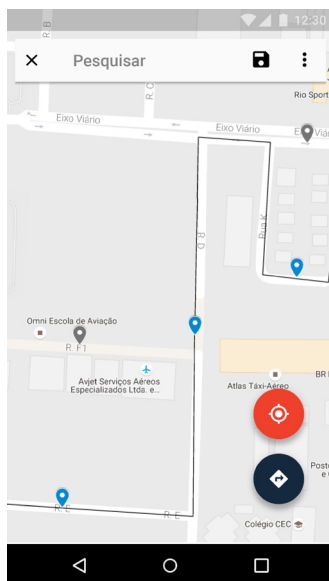 12:30
R. B
Pesquisar
R. C
Rio Sport
Eixo Viário
Eixo Viário
E
Viá
Rua K
R. D
Omni Escola de Aviação
R. F1
Avjet Serviços Aéreos
Especializados Ltda. e...
Atlas Táxi-Aéreo
BR
Posto
e
R. E
R. E
Colégio CEC